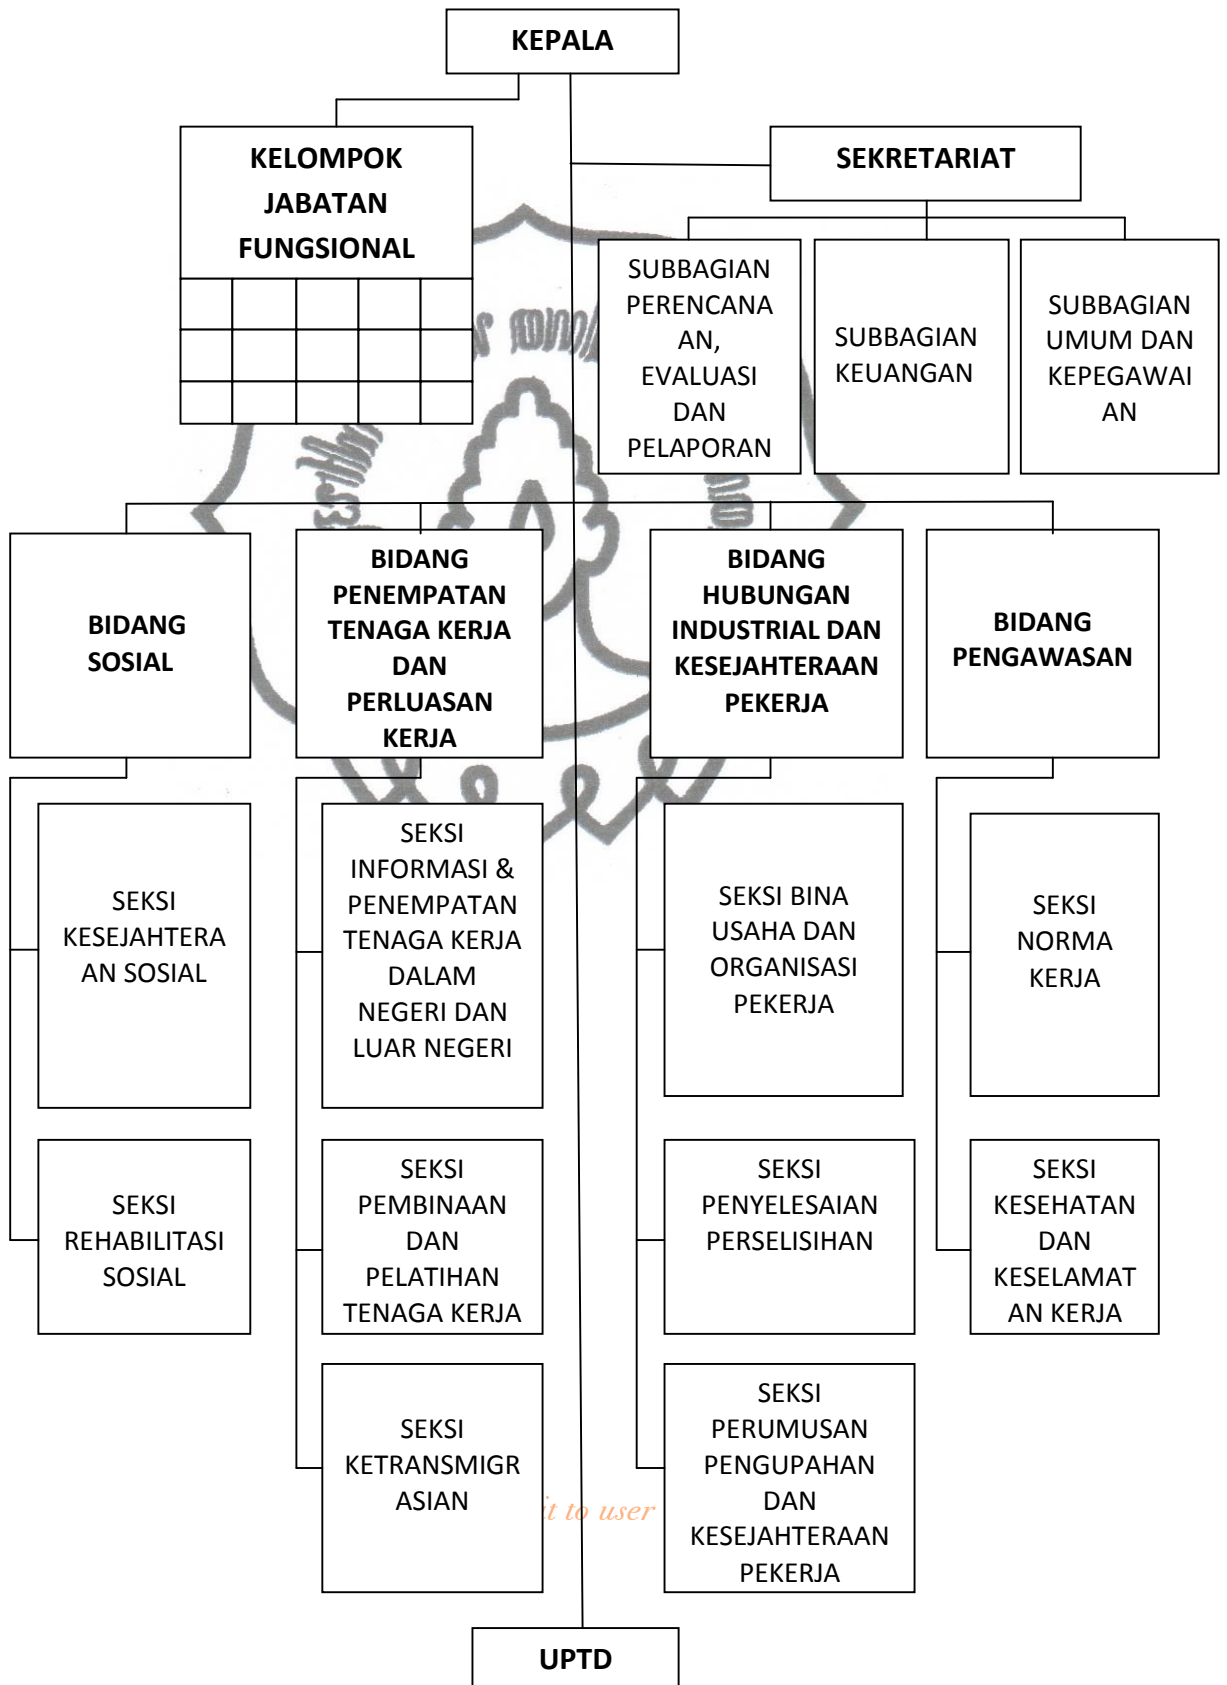 KEPALA
KELOMPOK
JABATAN
FUNGSIONAL
SEKRETARIAT
SUBBAGIAN
PERENCANA
AN,
EVALUASI
DAN
PELAPORAN
SUBBAGIAN
KEUANGAN
SUBBAGIAN
UMUM DAN
KEPEGAWAI
AN
BIDANG
SOSIAL
BIDANG
PENEMPATAN
TENAGA KERJA
DAN
PERLUASAN
KERJA
BIDANG
HUBUNGAN
INDUSTRIAL DAN
KESEJAHTERAAN
PEKERJA
BIDANG
PENGAWASAN
SEKSI
KESEJAHTERA
AN SOSIAL
SEKSI
INFORMASI &
PENEMPATAN
TENAGA KERJA
DALAM
NEGERI DAN
LUAR NEGERI
SEKSI BINA
USAHA DAN
ORGANISASI
PEKERJA
SEKSI
NORMA
KERJA
SEKSI
REHABILITASI
SOSIAL
SEKSI
PEMBINAAN
DAN
PELATIHAN
TENAGA KERJA
SEKSI
PENYELESAIAN
PERSELISIHAN
SEKSI
KESEHATAN
DAN
KESELAMAT
AN KERJA
SEKSI
KETRANSMIGR
ASIAN
SEKSI
PERUMUSAN
PENGUPAHAN
DAN
KESEJAHTERAAN
PEKERJA
to user
UPTD